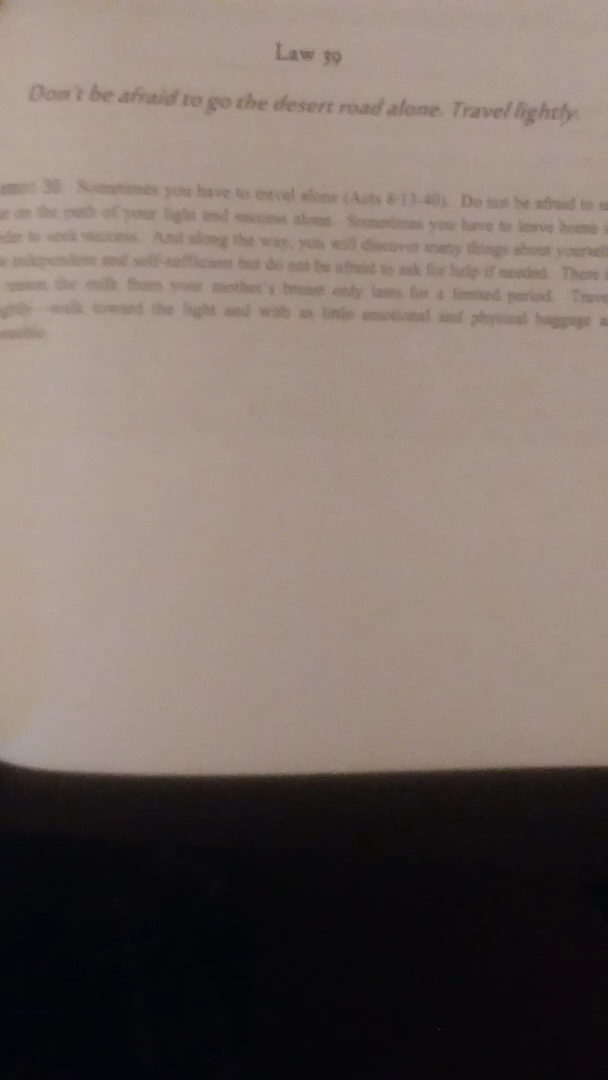 Law 39
Don't be afraid to go the desert road alone. Travel lightly.
39. Sometimes you have to travel alone (Acts 8:13-40). Do not be afraid to
on the path of your light and success alone. Sometimes you have to leave home
to seek success. And along the way, you will discover many things about
independent and self-sufficient but do not be afraid to ask for help if needed. There
the milk from your mother's breast only lasts for a limited period.
walk toward the light and with as little emotional and physical baggage